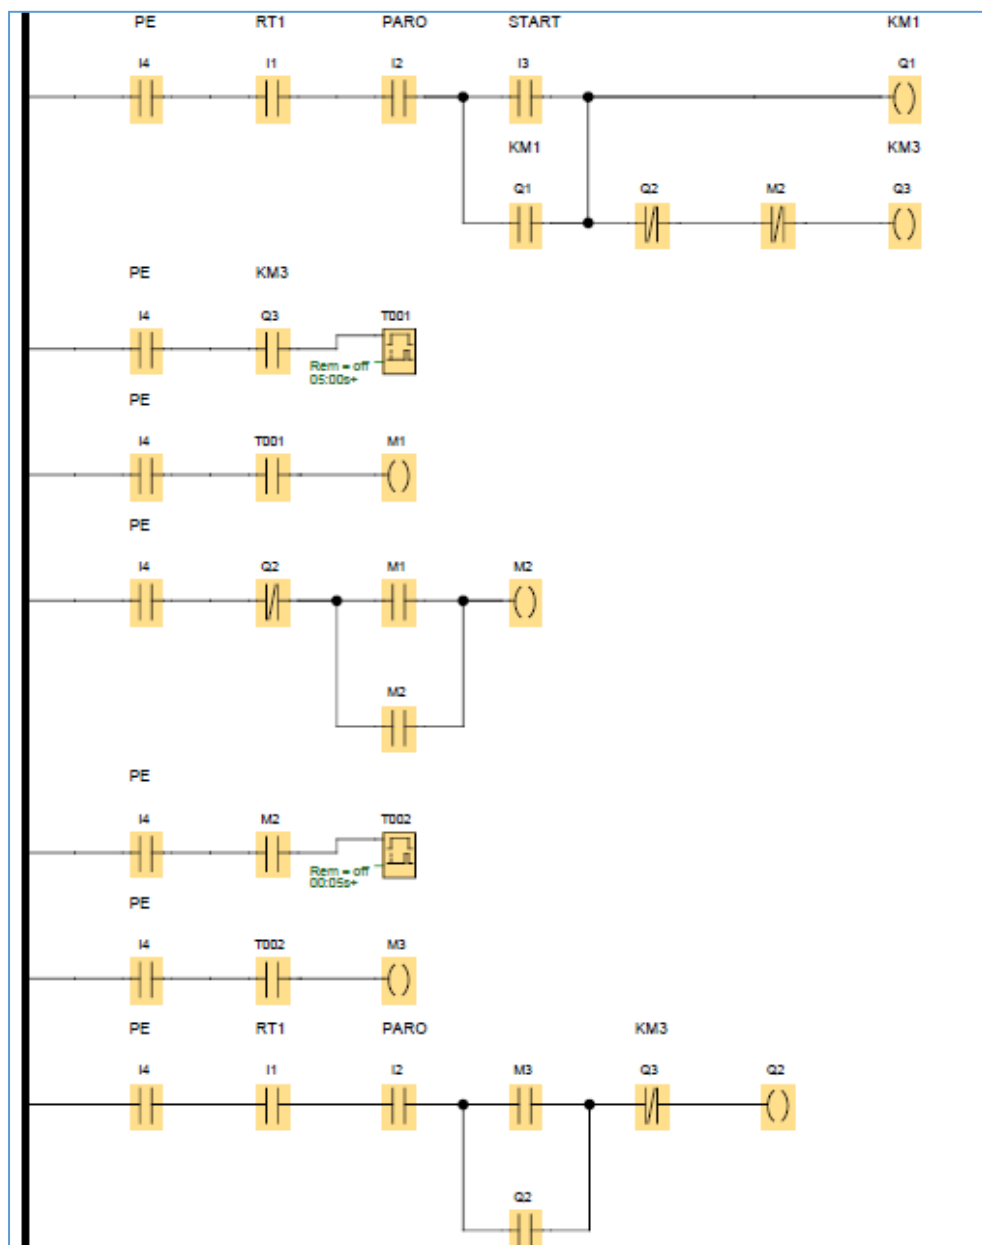 PE RT1 PARO START KM1
I4 I1 I2 I3 Q1
KM1 KM3
Q1 Q2 M2 Q3
PE KM3
I4 Q3 T001
Rem = off
05:00s+
PE
I4 T001 M1
PE
I4 Q2 M1 M2
M2
PE
I4 M2 T002
Rem = off
00:05s+
PE
I4 T002 M3
PE RT1 PARO KM3
I4 I1 I2 M3 Q3 Q2
Q2